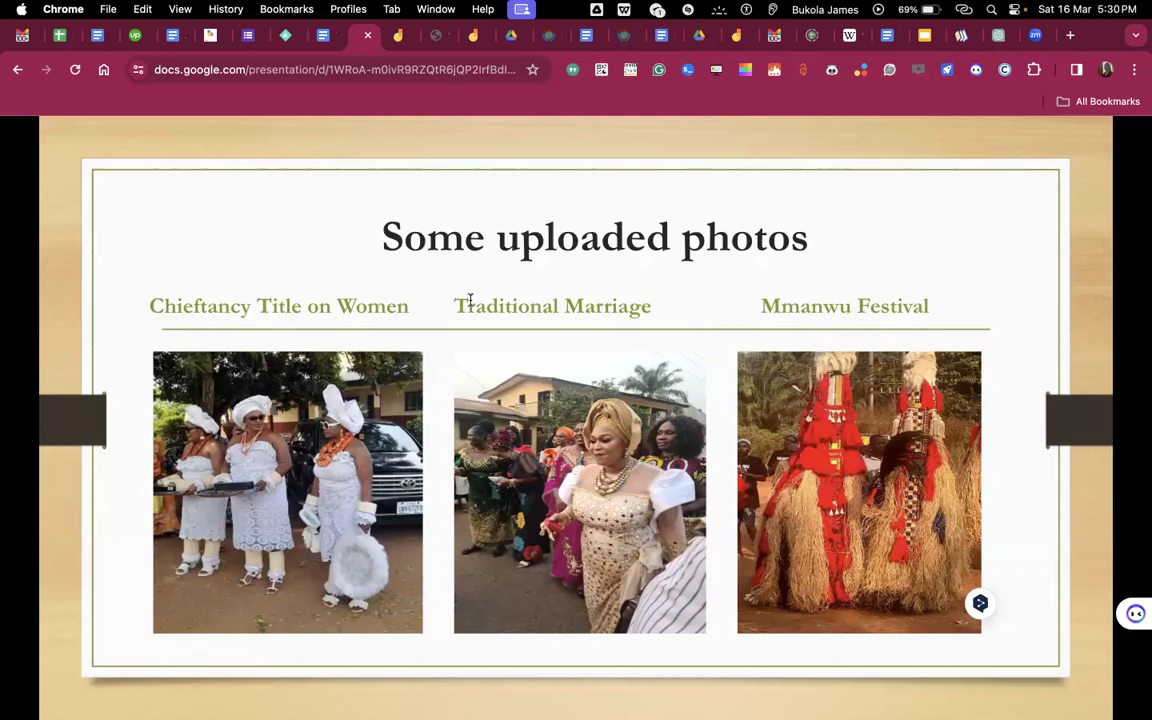 Chrome File Edit View History Bookmarks Profiles Tab Window Help Bukola James 69% Sat 16 Mar 5:30PM
docs.google.com/presentation/d/1WRoA-m0ivR9RZQtR6jQP2IrfBdI...
All Bookmarks
Some uploaded photos
Chieftancy Title on Women Traditional Marriage Mmanwu Festival